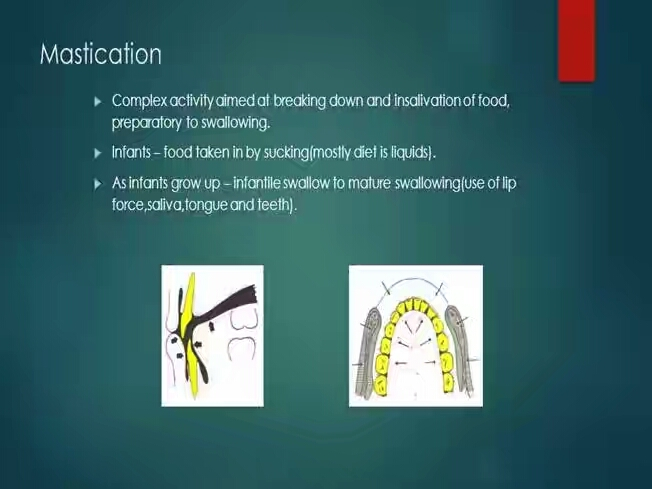 Mastication
Complex activity aimed at breaking down and insalivation of food,
preparatory to swallowing.
Infants – food taken in by sucking(mostly diet is liquids).
As infants grow up – infantile swallow to mature swallowing(use of lip
force,saliva,tongue and teeth).